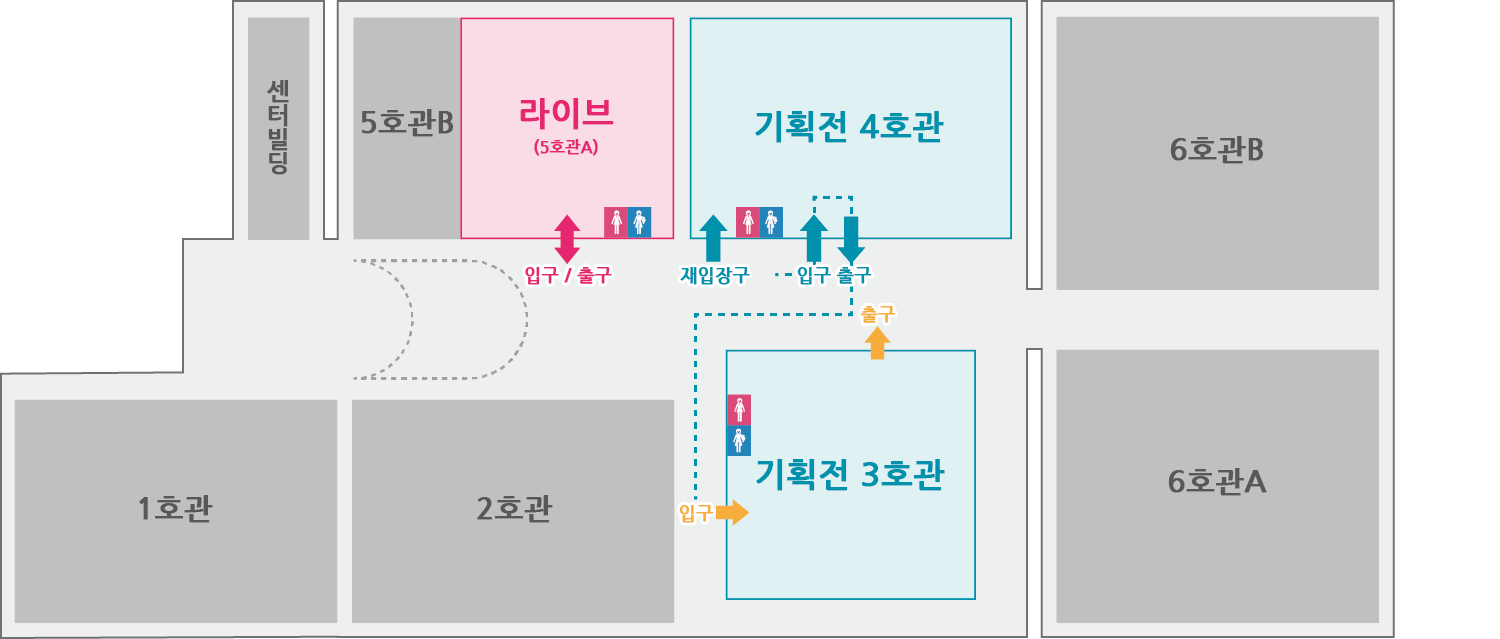 센터빌딩
5호관B
라이브
(5호관A)
기획전 4호관
6호관B
입구 / 출구
재입장구
입구
출구
출구
기획전 3호관
입구
1호관
2호관
6호관A